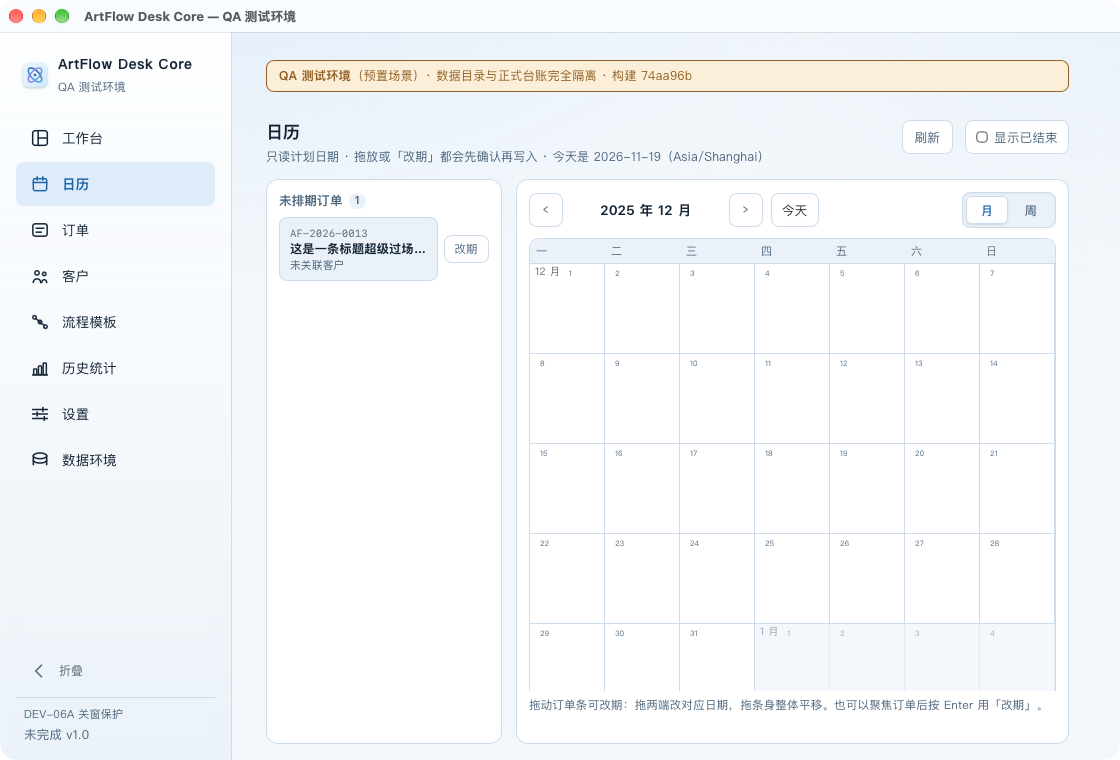 ArtFlow Desk Core — QA 测试环境
ArtFlow Desk Core
QA 测试环境
工作台
日历
订单
客户
流程模板
历史统计
设置
数据环境
折叠
DEV-06A 关窗保护
未完成 v1.0
QA 测试环境（预置场景）· 数据目录与正式台账完全隔离 · 构建 74aa96b
日历
只读计划日期 · 拖放或「改期」都会先确认再写入 · 今天是 2026-11-19（Asia/Shanghai）
刷新
显示已结束
未排期订单 1
AF-2026-0013
这是一条标题超级过场…
未关联客户
改期
‹ 2025 年 12 月 › 今天 月 周
一 二 三 四 五 六 日
12 月 1 2 3 4 5 6 7
8 9 10 11 12 13 14
15 16 17 18 19 20 21
22 23 24 25 26 27 28
29 30 31 1 月 1 2 3 4
拖动订单条可改期：拖两端改对应日期，拖条身整体平移。也可以聚焦订单后按 Enter 用「改期」。